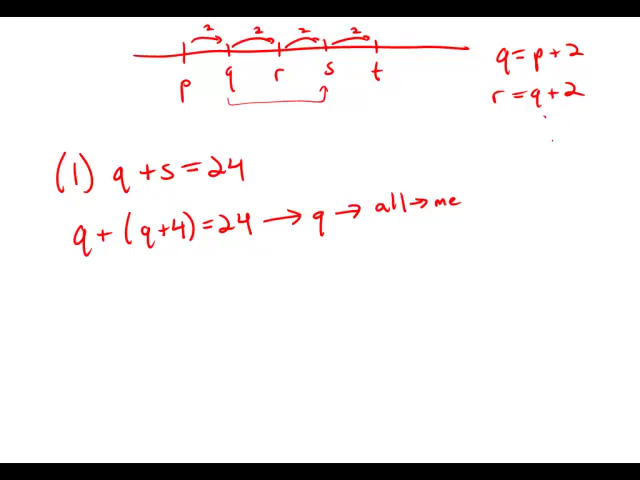 2 2 2 2
p q r s t
q = p + 2
r = q + 2
(1) q + s = 24
q + (q + 4) = 24 → q → all → me